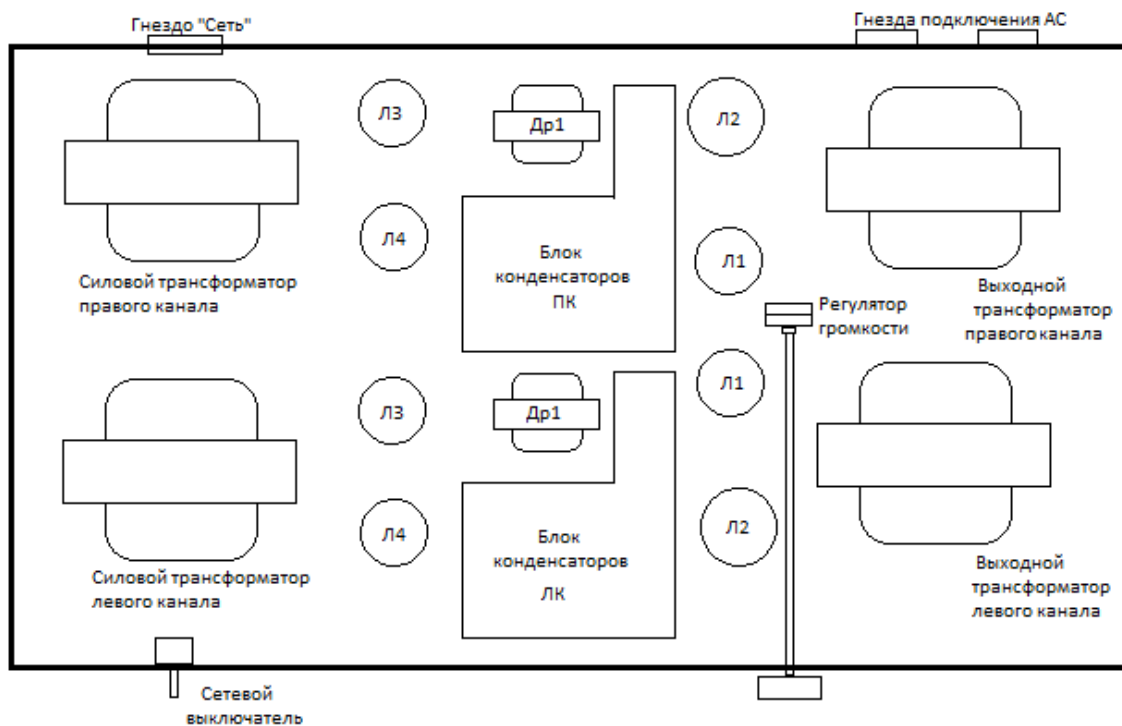 Гнездо "Сеть"
Гнезда подключения АС
Л3
Др1
Л2
Л4
Блок
конденсаторов
ПК
Л1
Силовой трансформатор
правого канала
Регулятор
громкости
Выходной
трансформатор
правого канала
Л3
Др1
Л1
Л4
Блок
конденсаторов
ЛК
Л2
Силовой трансформатор
левого канала
Выходной
трансформатор
левого канала
Сетевой
выключатель